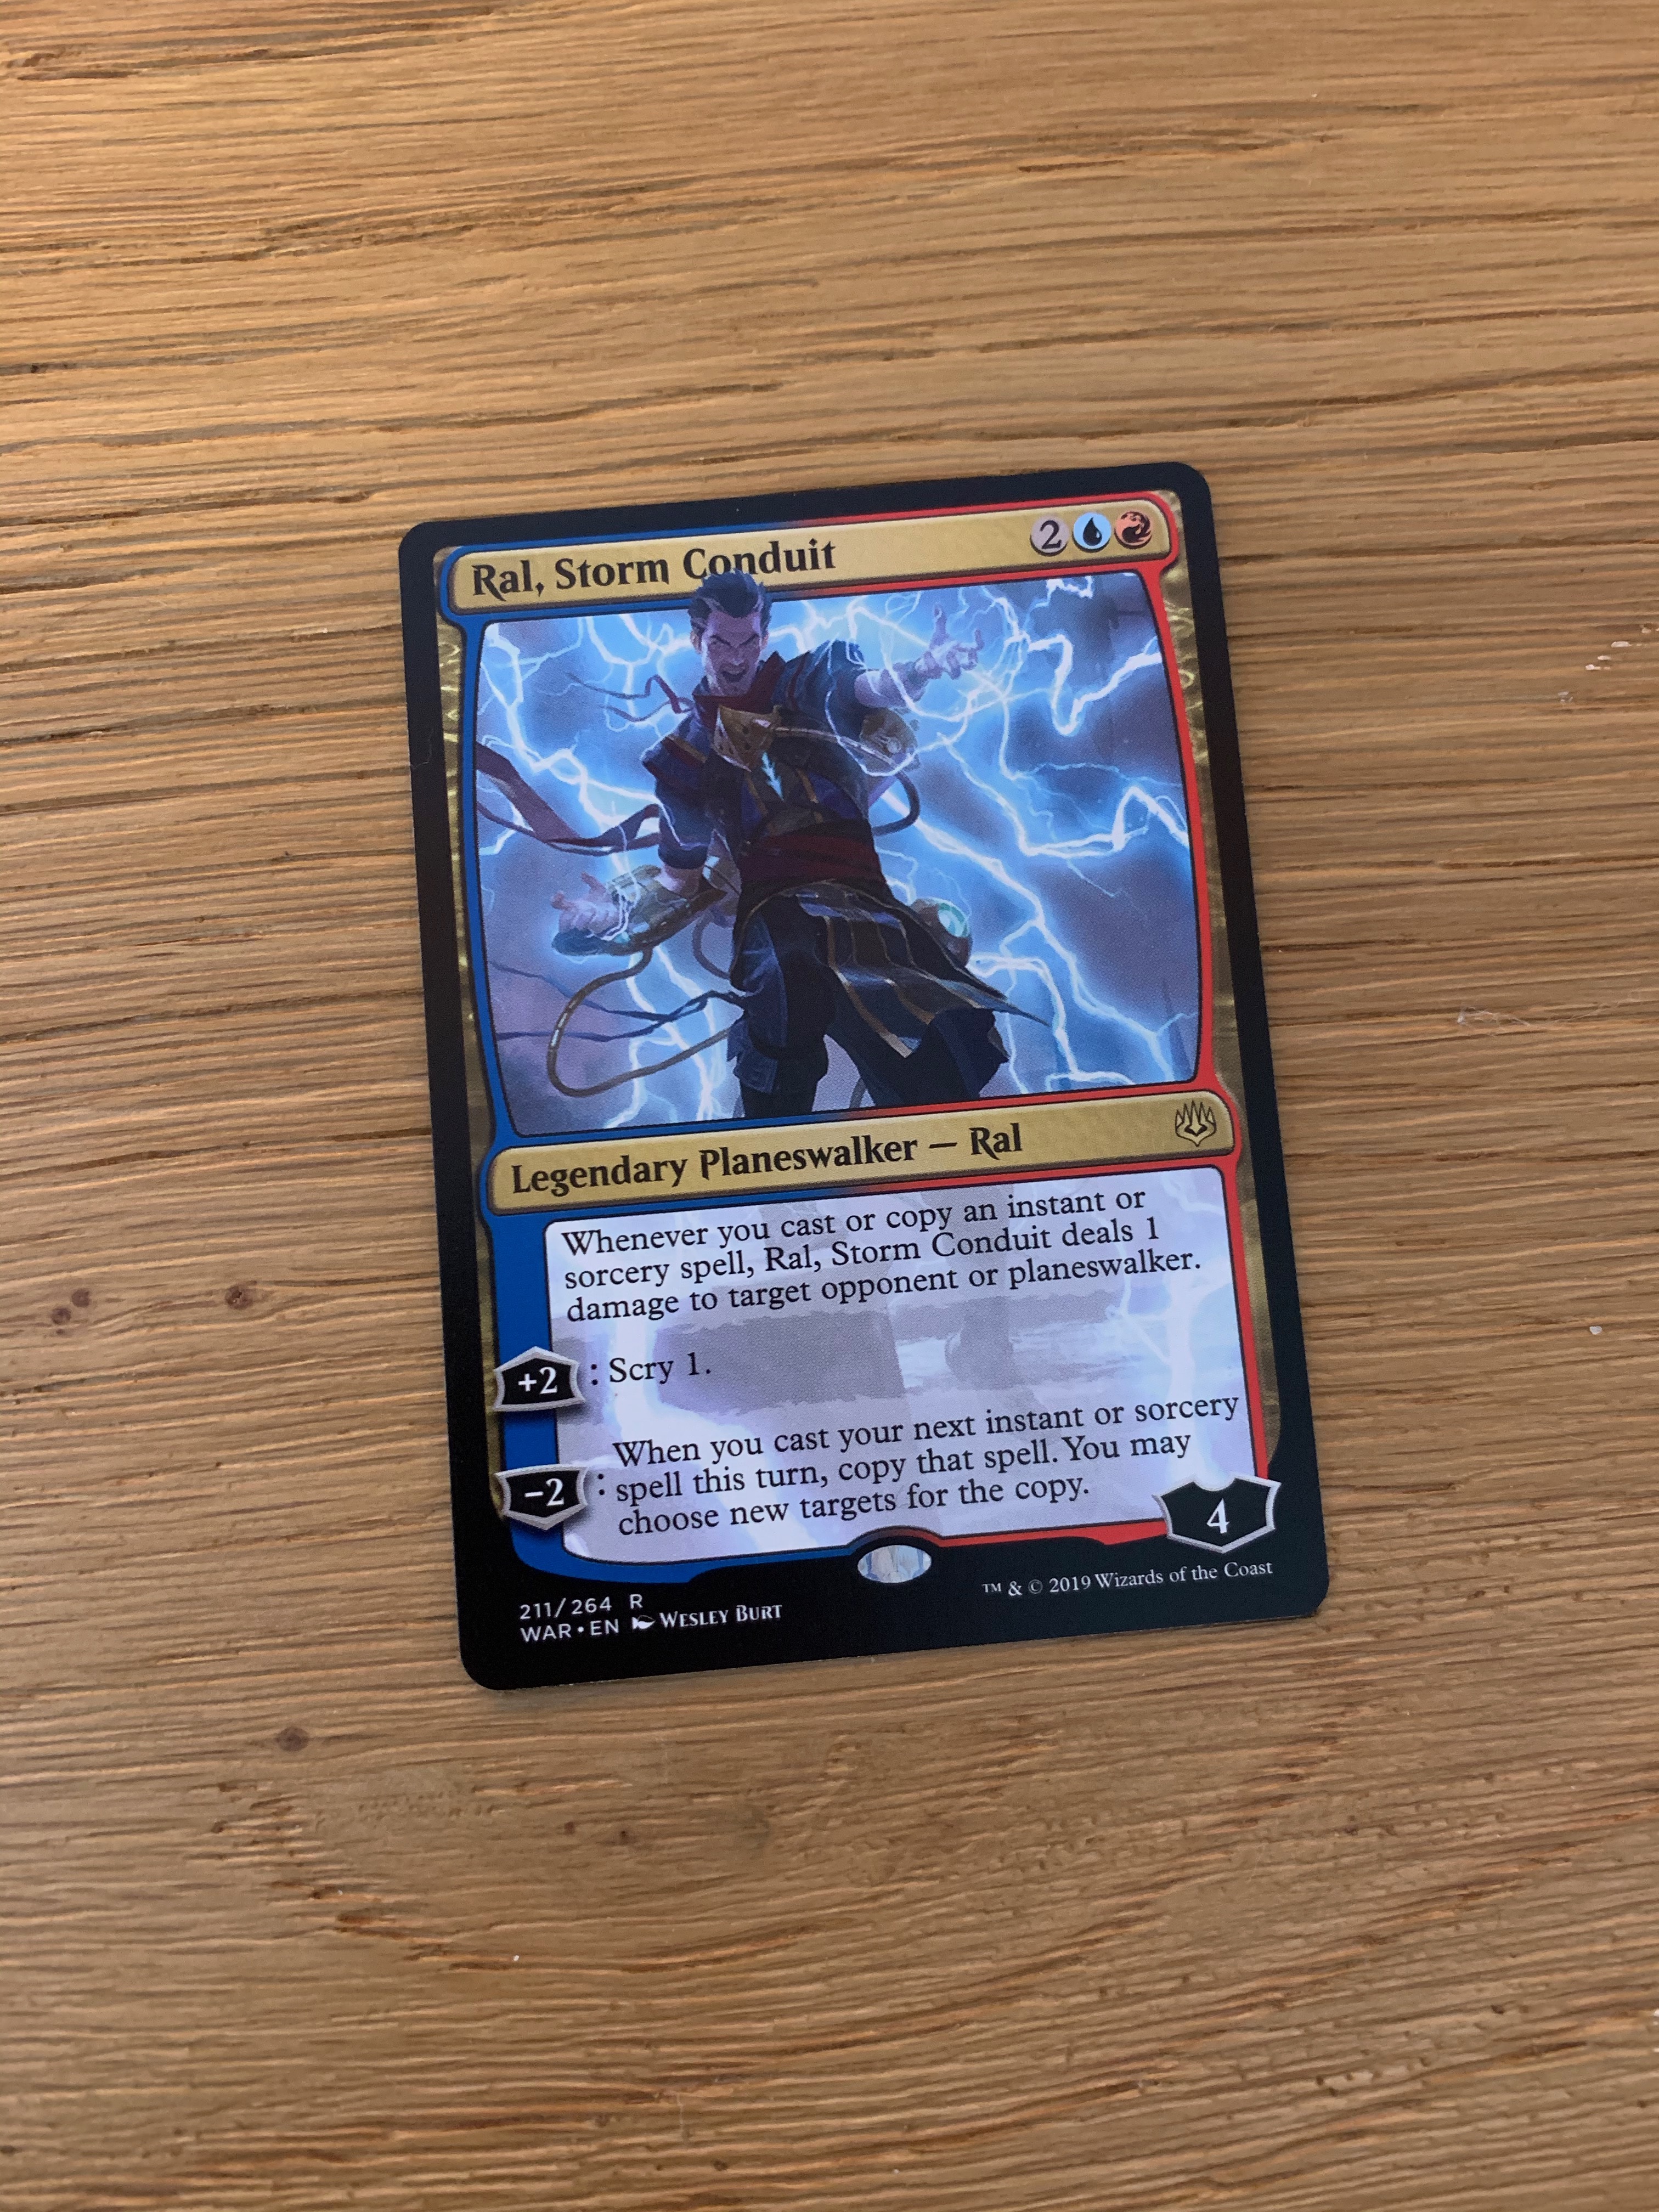 Ral, Storm Conduit 2
Legendary Planeswalker — Ral
Whenever you cast or copy an instant or
sorcery spell, Ral, Storm Conduit deals 1
damage to target opponent or planeswalker.
+2 : Scry 1.
When you cast your next instant or sorcery
−2 : spell this turn, copy that spell. You may
choose new targets for the copy.
4
211/264 R
WAR • EN Wesley Burt
™ & © 2019 Wizards of the Coast